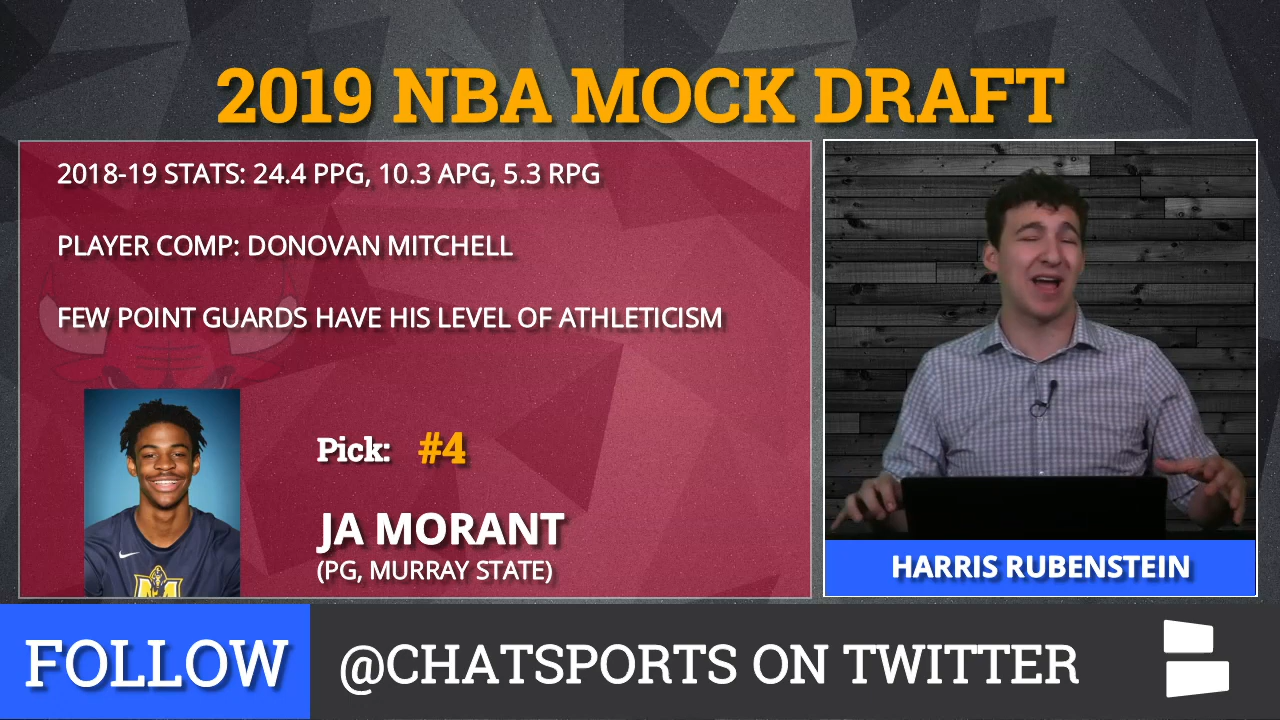 2019 NBA MOCK DRAFT
2018-19 STATS: 24.4 PPG, 10.3 APG, 5.3 RPG
PLAYER COMP: DONOVAN MITCHELL
FEW POINT GUARDS HAVE HIS LEVEL OF ATHLETICISM
Pick: #4
JA MORANT
(PG, MURRAY STATE)
HARRIS RUBENSTEIN
FOLLOW @CHATSPORTS ON TWITTER